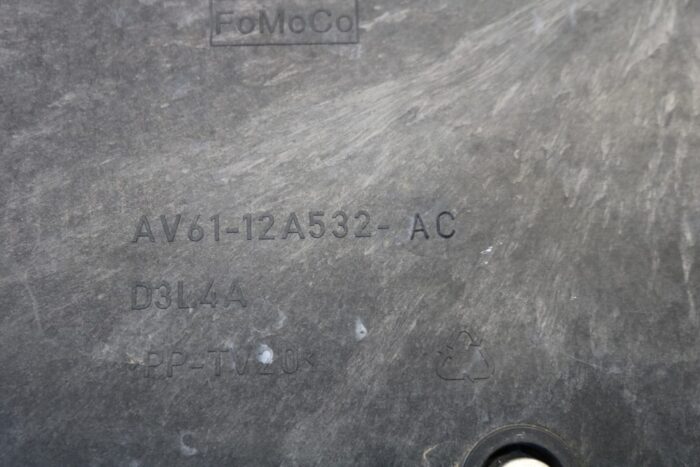 FoMoCo
AV61-12A532- AC
D3L4A
>PP-TV20<